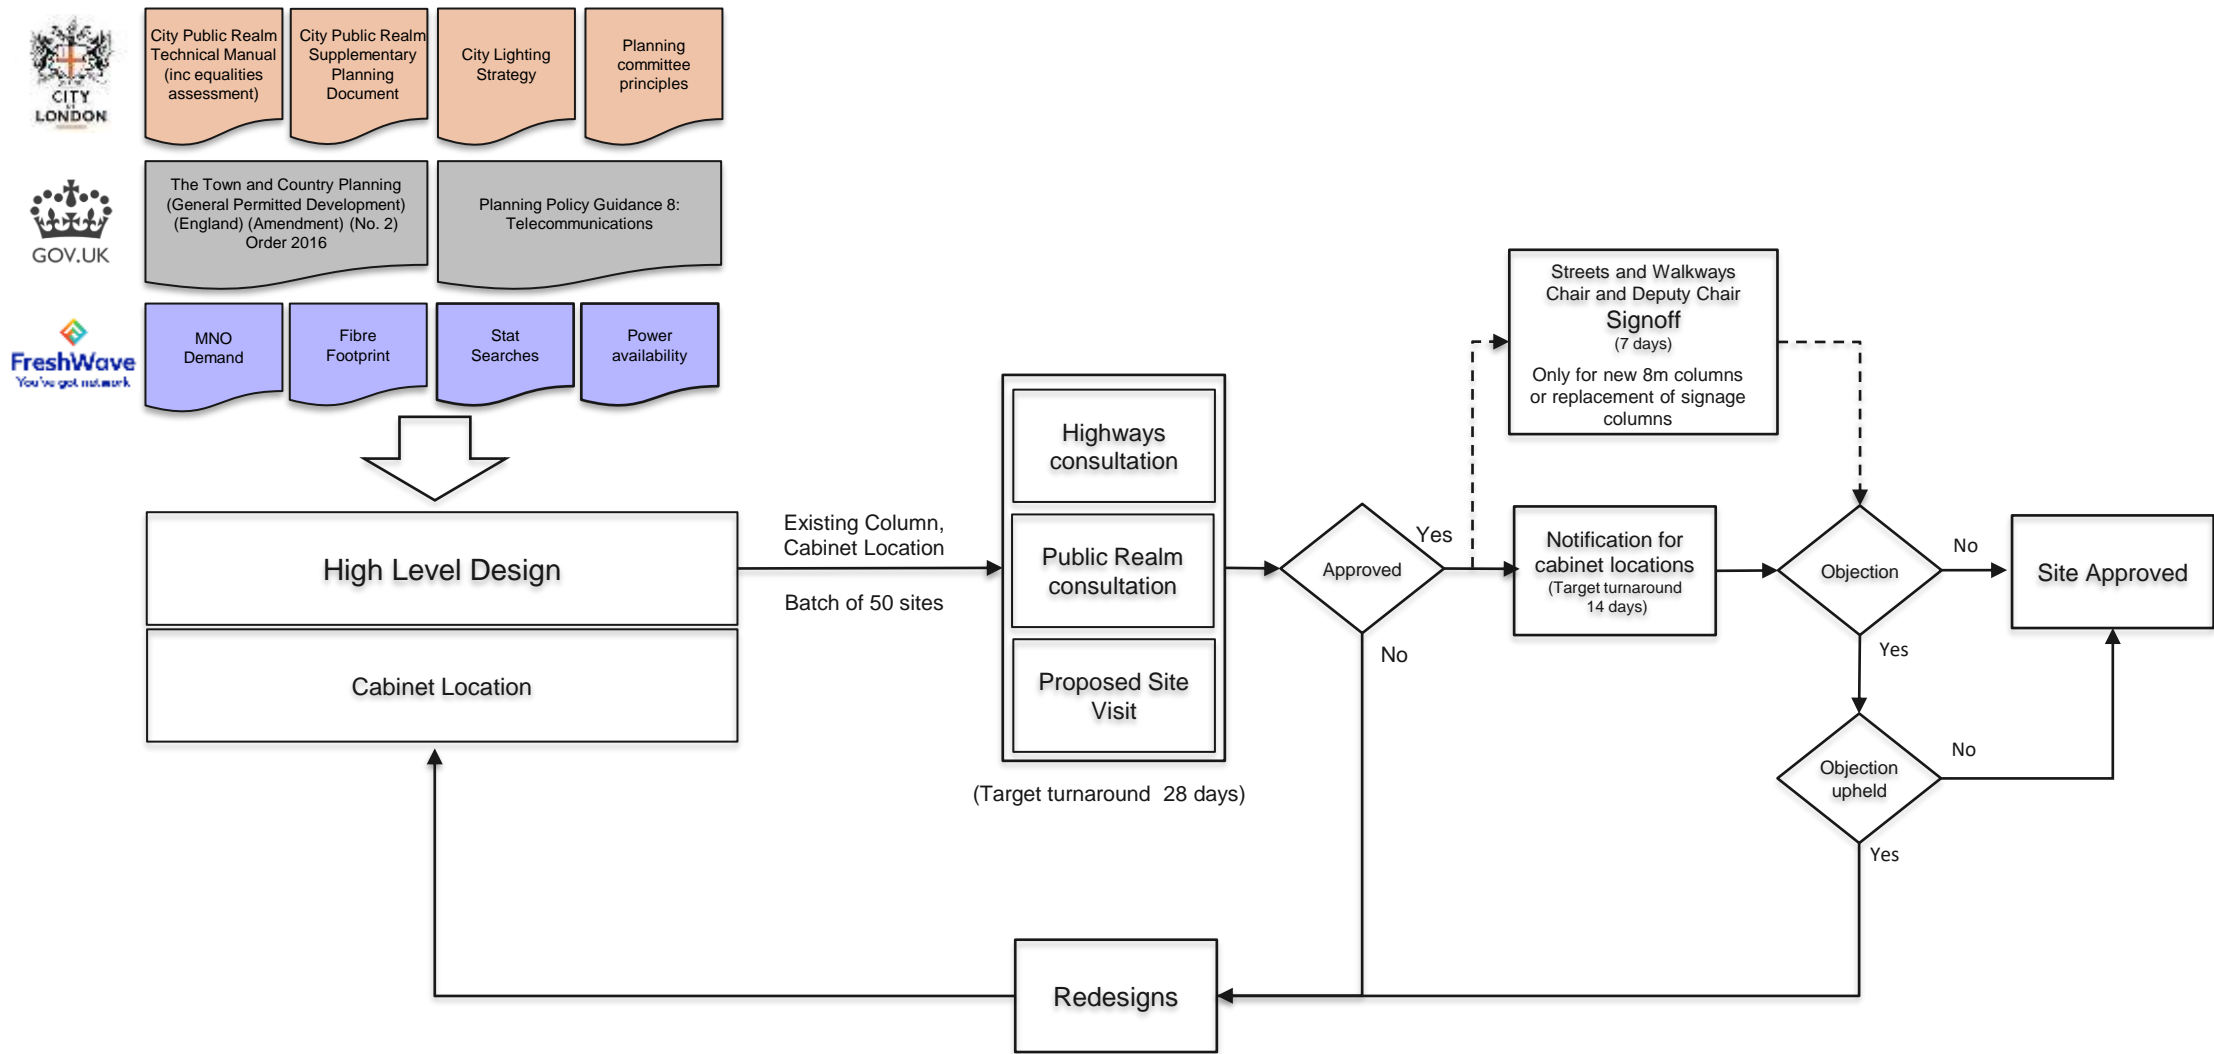 CITY
LONDON
City Public Realm
Technical Manual
(inc equalities
assessment)
City Public Realm
Supplementary
Planning
Document
City Lighting
Strategy
Planning
committee
principles
GOV.UK
The Town and Country Planning
(General Permitted Development)
(England) (Amendment) (No. 2)
Order 2016
Planning Policy Guidance 8:
Telecommunications
FreshWave
You've got network
MNO
Demand
Fibre
Footprint
Stat
Searches
Power
availability
High Level Design
Cabinet Location
Existing Column,
Cabinet Location
Batch of 50 sites
Highways
consultation
Public Realm
consultation
Proposed Site
Visit
(Target turnaround  28 days)
Approved
Yes
No
Streets and Walkways
Chair and Deputy Chair
Signoff
(7 days)
Only for new 8m columns
or replacement of signage
columns
Notification for
cabinet locations
(Target turnaround
14 days)
Objection
No
Yes
Site Approved
Objection
upheld
No
Yes
Redesigns